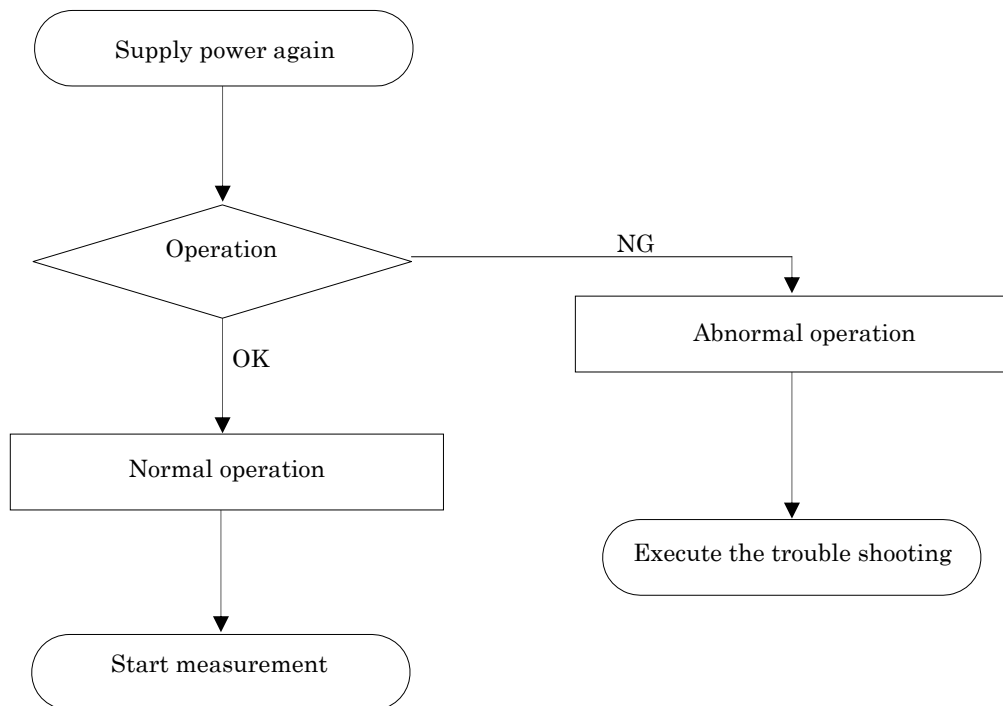 Supply power again
Operation
NG
Abnormal operation
OK
Normal operation
Execute the trouble shooting
Start measurement